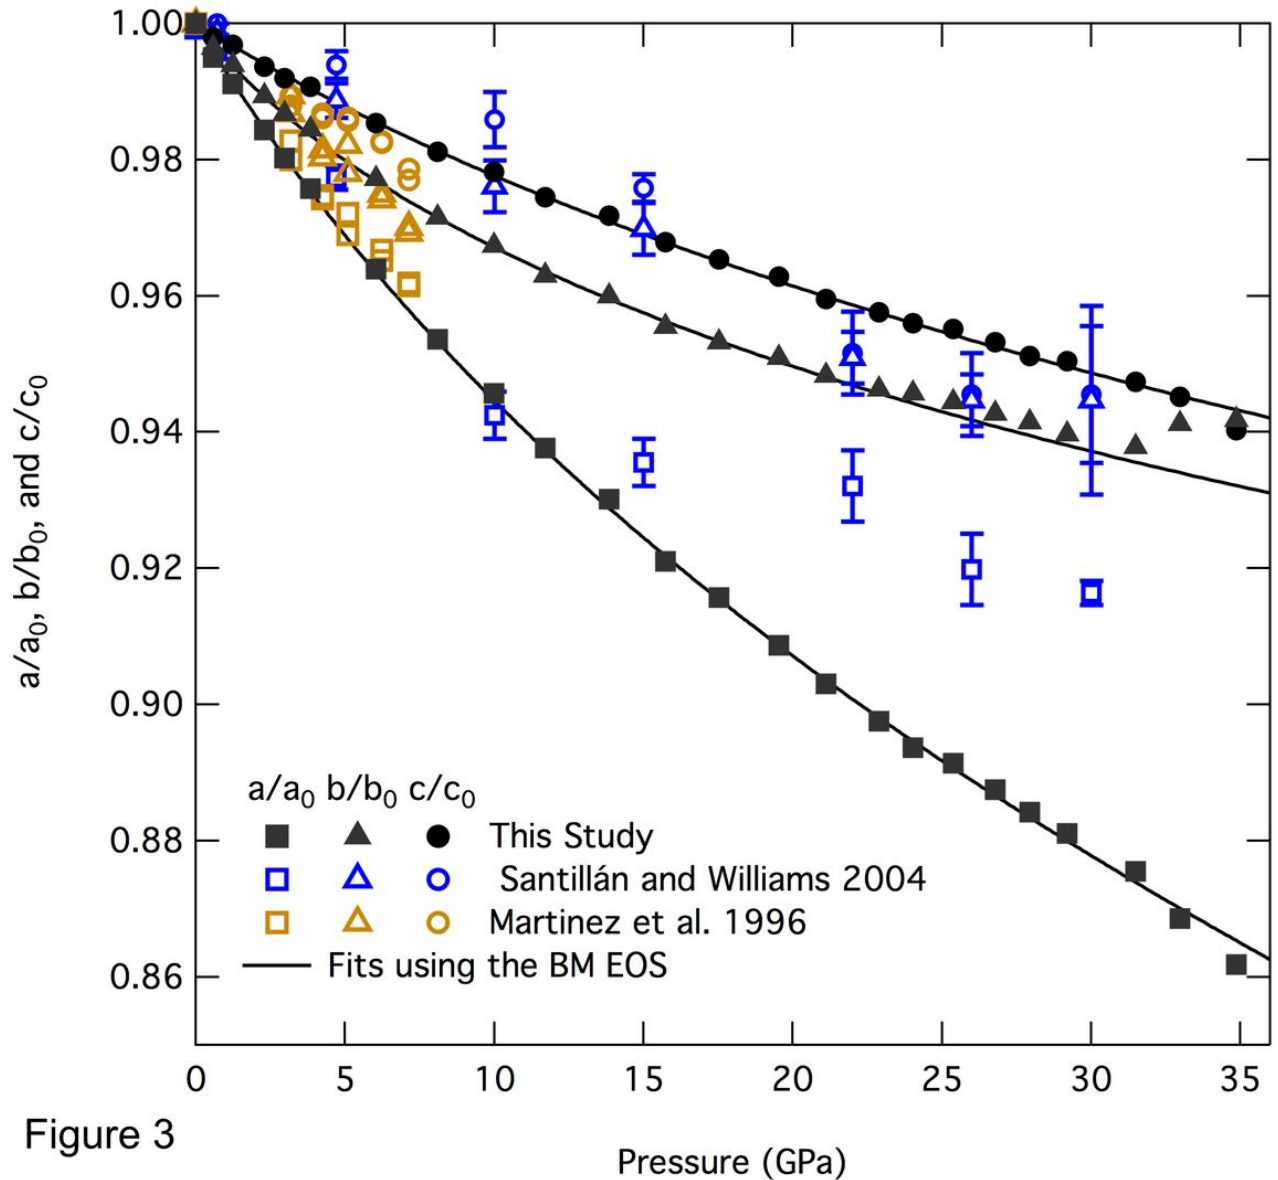 1.00
0.98
0.96
0.94
0.92
0.90
0.88
0.86
a/a₀, b/b₀, and c/c₀
a/a₀ b/b₀ c/c₀
This Study
Santillán and Williams 2004
Martinez et al. 1996
Fits using the BM EOS
0 5 10 15 20 25 30 35
Figure 3
Pressure (GPa)